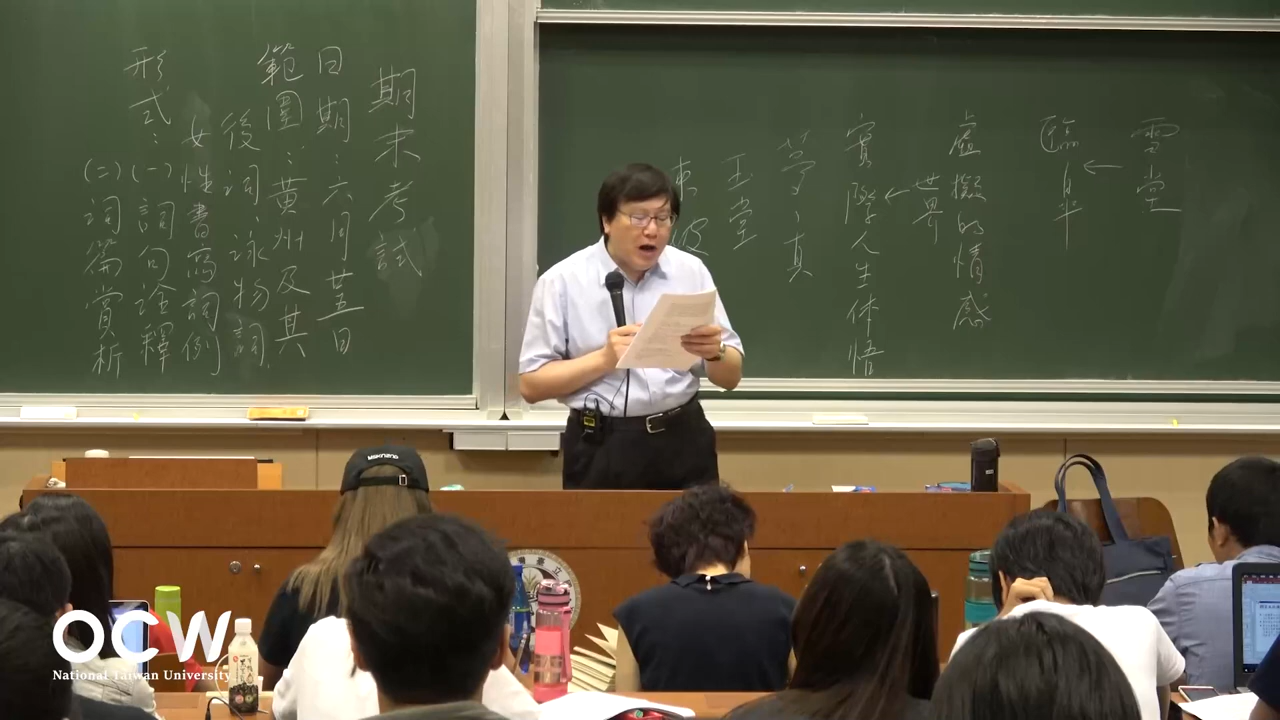 雪堂
臨皋
←
虛擬的情感
世界
←
實際人生体悟
夢、真
玉堂
東坡
期末考試
日期：六月廿五日
範圍：黃州及其
後詞、詠物詞
女性書寫詞例
形式：(一)詞句詮釋
(二)詞篇賞析
OCW
National Taiwan University